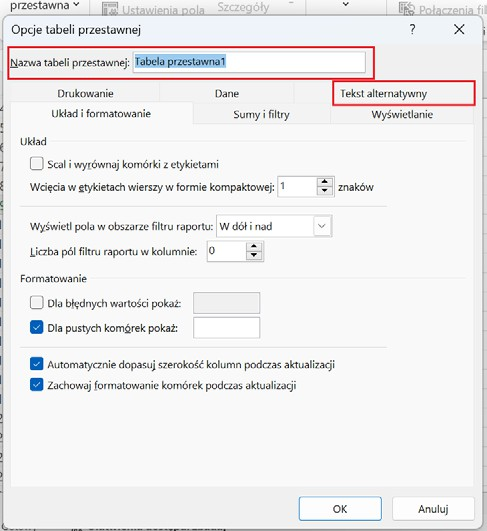 przestawna
Ustawienia pola
Szczegóły
Połączenia fil
Opcje tabeli przestawnej
?
Nazwa tabeli przestawnej: Tabela przestawna1
Drukowanie Dane Tekst alternatywny
Układ i formatowanie Sumy i filtry Wyświetlanie
Układ
Scal i wyrównaj komórki z etykietami
Wcięcia w etykietach wierszy w formie kompaktowej: 1 znaków
Wyświetl pola w obszarze filtru raportu: W dół i nad
Liczba pól filtru raportu w kolumnie: 0
Formatowanie
Dla błędnych wartości pokaż:
Dla pustych komórek pokaż:
Automatycznie dopasuj szerokość kolumn podczas aktualizacji
Zachowaj formatowanie komórek podczas aktualizacji
OK Anuluj